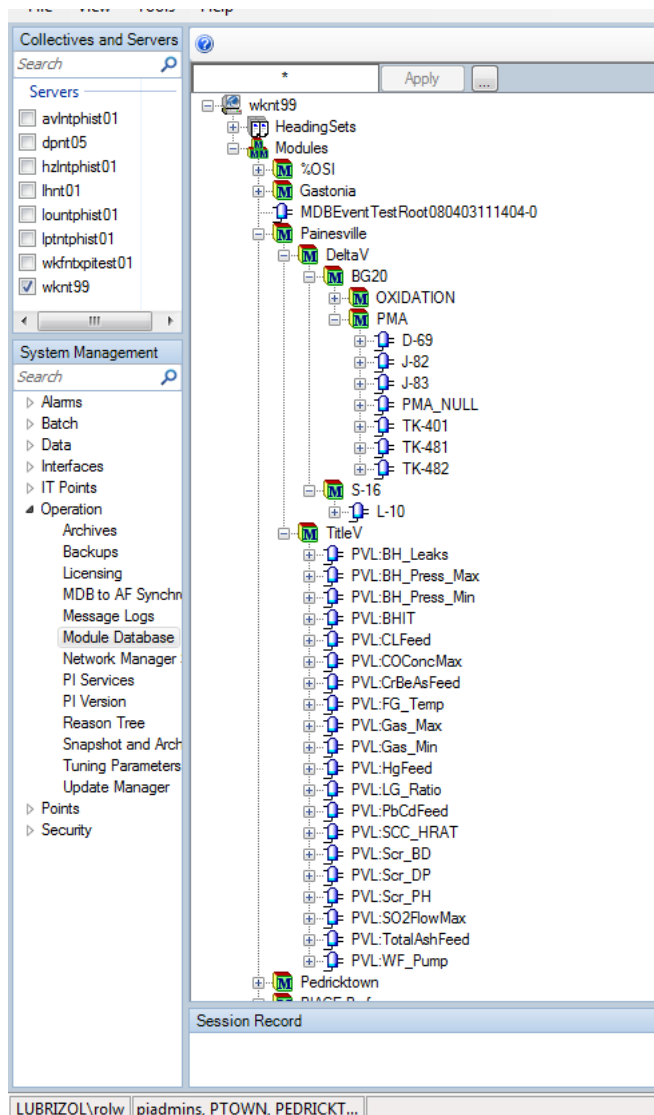 File View Tools Help
Collectives and Servers
Search
Servers
avlntphist01
dpnt05
hzlntphist01
lhnt01
lountphist01
lptntphist01
wkfntxpitest01
wknt99
System Management
Search
Alarms
Batch
Data
Interfaces
IT Points
Operation
Archives
Backups
Licensing
MDB to AF Synchr
Message Logs
Module Database
Network Manager
PI Services
PI Version
Reason Tree
Snapshot and Arch
Tuning Parameters
Update Manager
Points
Security
* Apply ...
wknt99
HeadingSets
Modules
%OSI
Gastonia
MDBEventTestRoot080403111404-0
Painesville
DeltaV
BG20
OXIDATION
PMA
D-69
J-82
J-83
PMA_NULL
TK-401
TK-481
TK-482
S-16
L-10
TitleV
PVL:BH_Leaks
PVL:BH_Press_Max
PVL:BH_Press_Min
PVL:BHIT
PVL:CLFeed
PVL:COConcMax
PVL:CrBeAsFeed
PVL:FG_Temp
PVL:Gas_Max
PVL:Gas_Min
PVL:HgFeed
PVL:LG_Ratio
PVL:PbCdFeed
PVL:SCC_HRAT
PVL:Scr_BD
PVL:Scr_DP
PVL:Scr_PH
PVL:SO2FlowMax
PVL:TotalAshFeed
PVL:WF_Pump
Pedricktown
Session Record
LUBRIZOL\rolw piadmins, PTOWN, PEDRICKT...